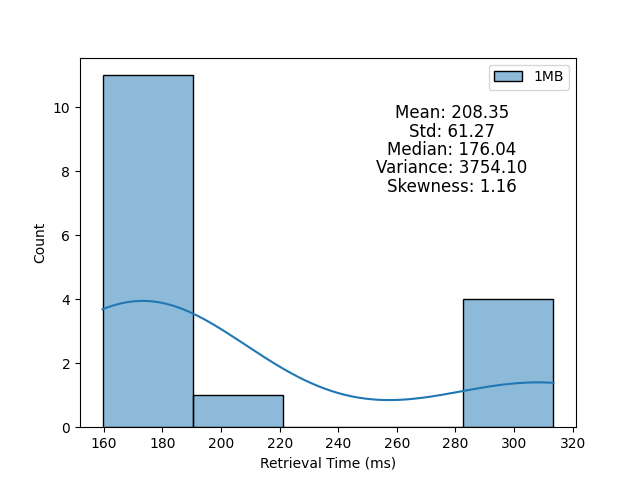 1MB
Mean: 208.35
Std: 61.27
Median: 176.04
Variance: 3754.10
Skewness: 1.16
10
8
6
4
2
0
Count
160 180 200 220 240 260 280 300 320
Retrieval Time (ms)